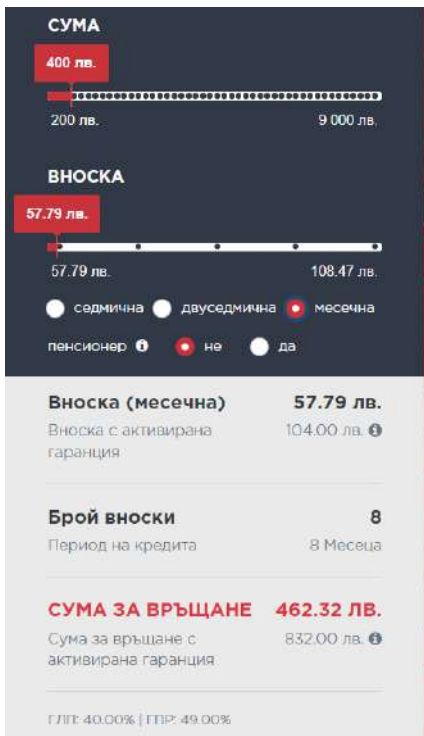 СУМА
400 лв.
200 лв. 9 000 лв.
ВНОСКА
57.79 лв.
57.79 лв. 108.47 лв.
седмична двуседмична месечна
пенсионер не да
Вноска (месечна) 57.79 лв.
Вноска с активирана 104.00 лв.
гаранция
Брой вноски 8
Период на кредита 8 Месеца
СУМА ЗА ВРЪЩАНЕ 462.32 ЛВ.
Сума за връщане с 832.00 лв.
активирана гаранция
ГЛП: 40.00% | ГПР: 49.00%